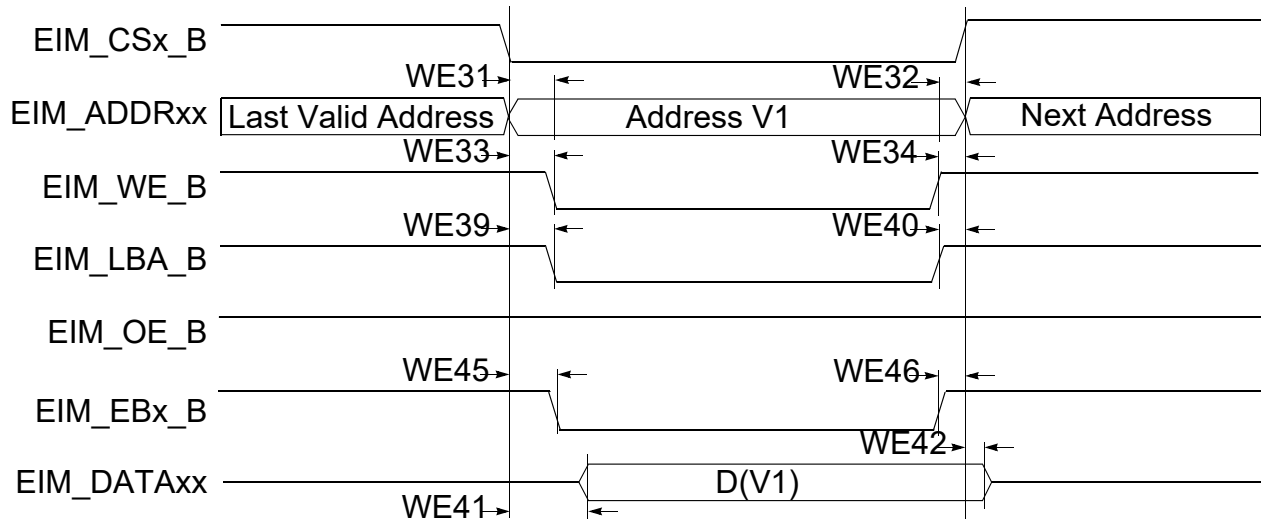 EIM_CSx_B
WE31 WE32
EIM_ADDRxx Last Valid Address Address V1 Next Address
WE33 WE34
EIM_WE_B
WE39 WE40
EIM_LBA_B
EIM_OE_B
WE45 WE46
EIM_EBx_B
WE42
EIM_DATAxx D(V1)
WE41